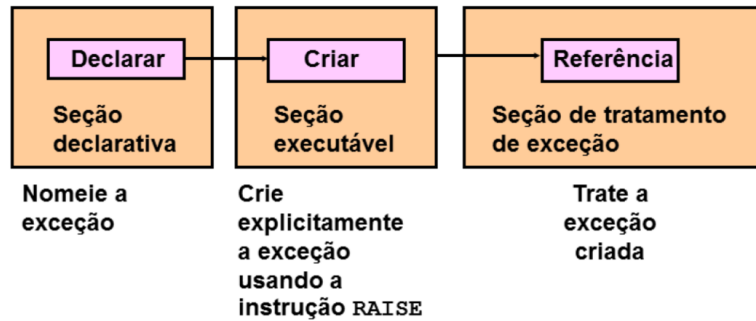 Declarar
Criar
Referência
Seção
declarativa
Seção
executável
Seção de tratamento
de exceção
Nomeie a
exceção
Crie
explicitamente
a exceção
usando a
instrução RAISE
Trate a
exceção
criada